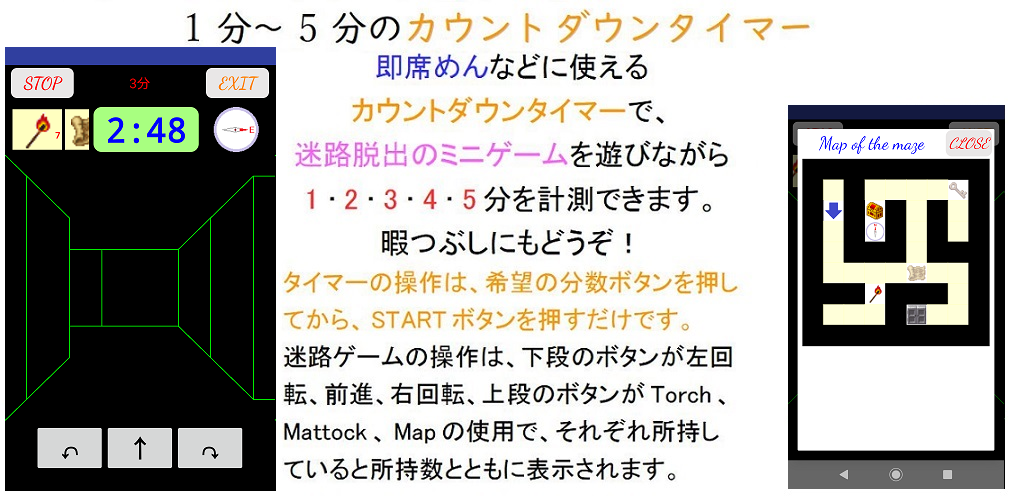 1分～5分のカウントダウンタイマー
STOP
3分
EXIT
7
2:48
E
即席めんなどに使える
カウントダウンタイマーで、
迷路脱出のミニゲームを遊びながら
1・2・3・4・5分を計測できます。
暇つぶしにもどうぞ！
タイマーの操作は、希望の分数ボタンを押し
てから、STARTボタンを押すだけです。
迷路ゲームの操作は、下段のボタンが左回
転、前進、右回転、上段のボタンがTorch、
Mattock、Mapの使用で、それぞれ所持し
ていると所持数とともに表示されます。
Map of the maze
CLOSE